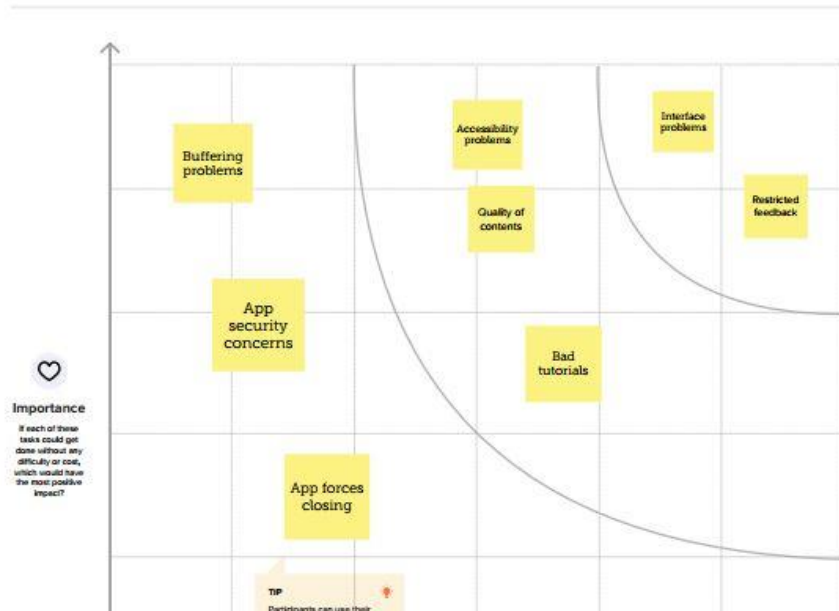 Buffering
problems
Accessibility
problems
Interface
problems
Quality of
contents
Restricted
feedback
App
security
concerns
Bad
tutorials
Importance
If each of these
tasks could get
done without any
difficulty or cost,
which would have
the most positive
impact?
App forces
closing
TIP
Participants can use their